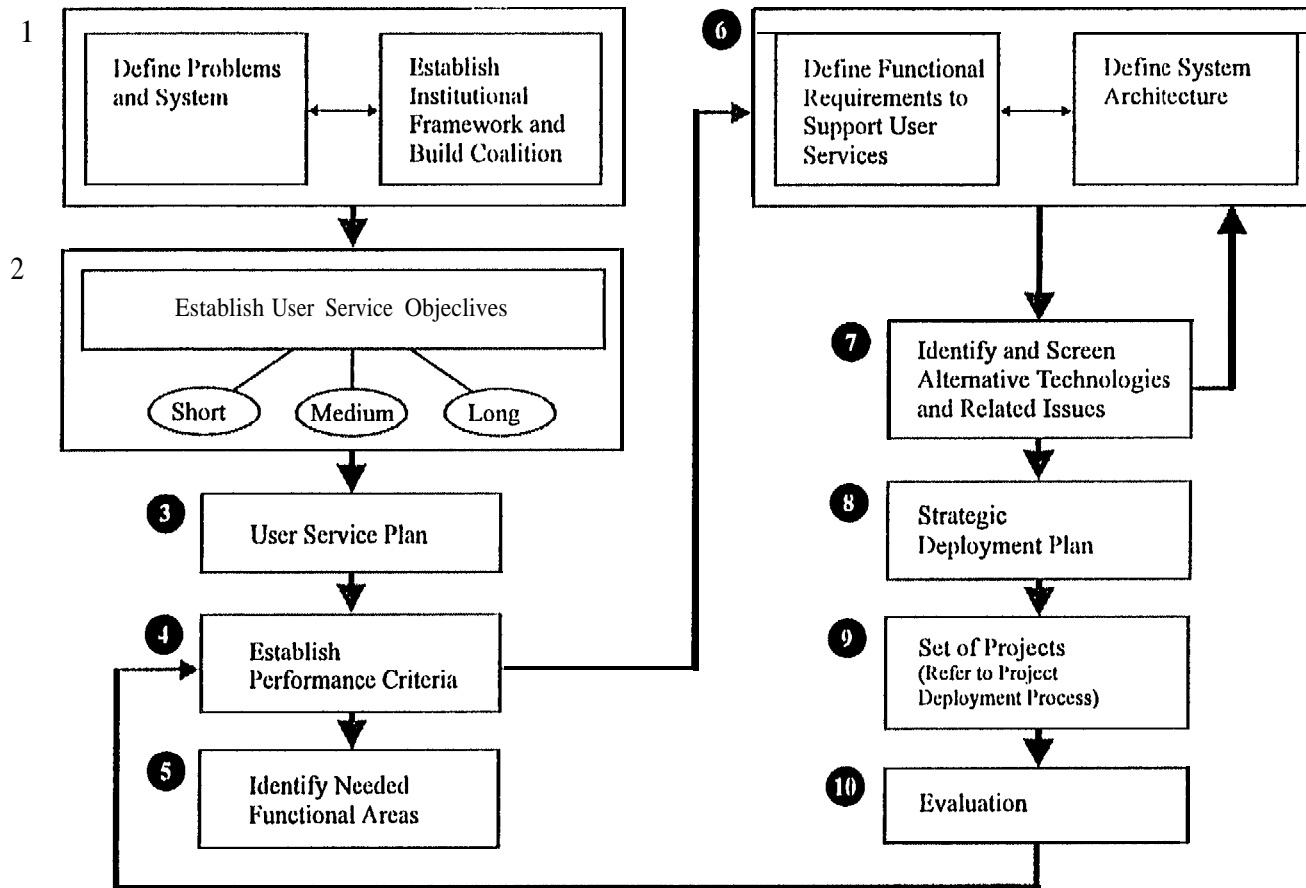 1
Define Problems
and System
Establish
Institutional
Framework and
Build Coalition
2
Establish User Service Objeclives
Short
Medium
Long
3
User Service Plan
4
Establish
Performance Criteria
5
Identify Needed
Functional Areas
6
Define Functional
Requirements to
Support User
Services
Define System
Architecture
7
Identify and Screen
Alternative Technologies
and Related Issues
8
Strategic
Deployment Plan
9
Set of Projects
(Refer to Project
Deployment Process)
10
Evaluation